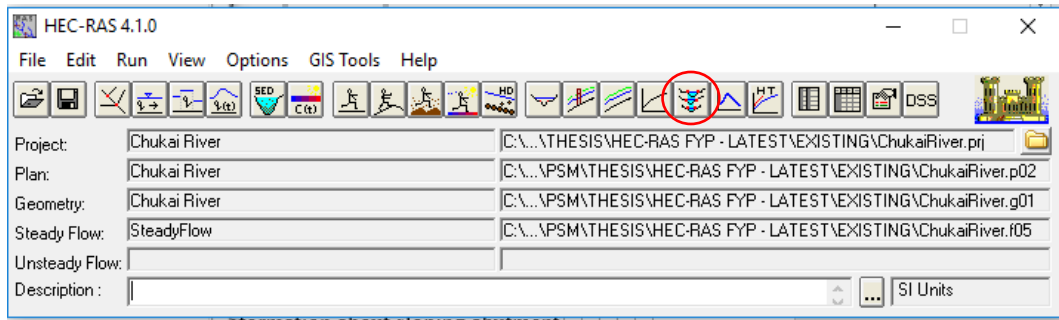 HEC-RAS 4.1.0
File Edit Run View Options GIS Tools Help
SED C(t) HD HT DSS
Project: Chukai River C:\...\THESIS\HEC-RAS FYP - LATEST\EXISTING\ChukaiRiver.prj
Plan: Chukai River C:\...\PSM\THESIS\HEC-RAS FYP - LATEST\EXISTING\ChukaiRiver.p02
Geometry: Chukai River C:\...\PSM\THESIS\HEC-RAS FYP - LATEST\EXISTING\ChukaiRiver.g01
Steady Flow: SteadyFlow C:\...\PSM\THESIS\HEC-RAS FYP - LATEST\EXISTING\ChukaiRiver.f05
Unsteady Flow:
Description : ... SI Units